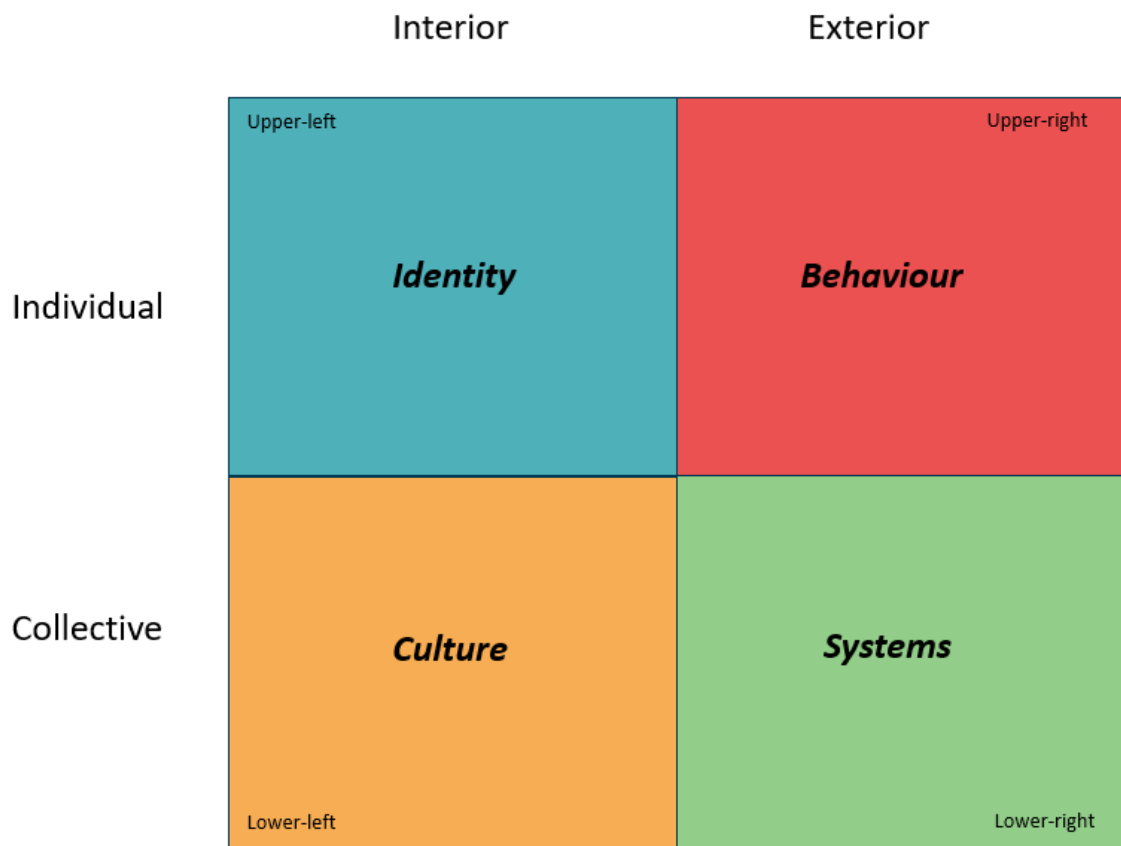 Interior
Exterior
Upper-left
Upper-right
Individual
Identity
Behaviour
Collective
Culture
Systems
Lower-left
Lower-right